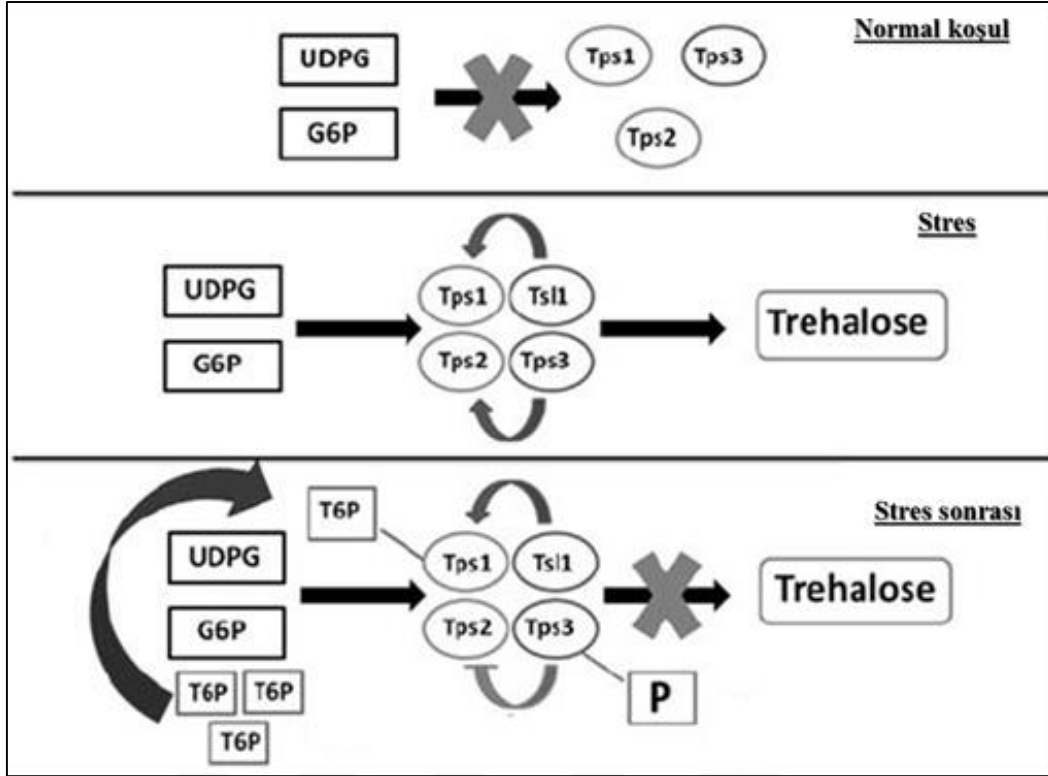 Normal koşul
UDPG
G6P
Tps1
Tps3
Tps2
Stres
UDPG
G6P
Tps1
Tsl1
Tps2
Tps3
Trehalose
Stres sonrası
T6P
UDPG
G6P
T6P
T6P
T6P
Tps1
Tsl1
Tps2
Tps3
P
Trehalose